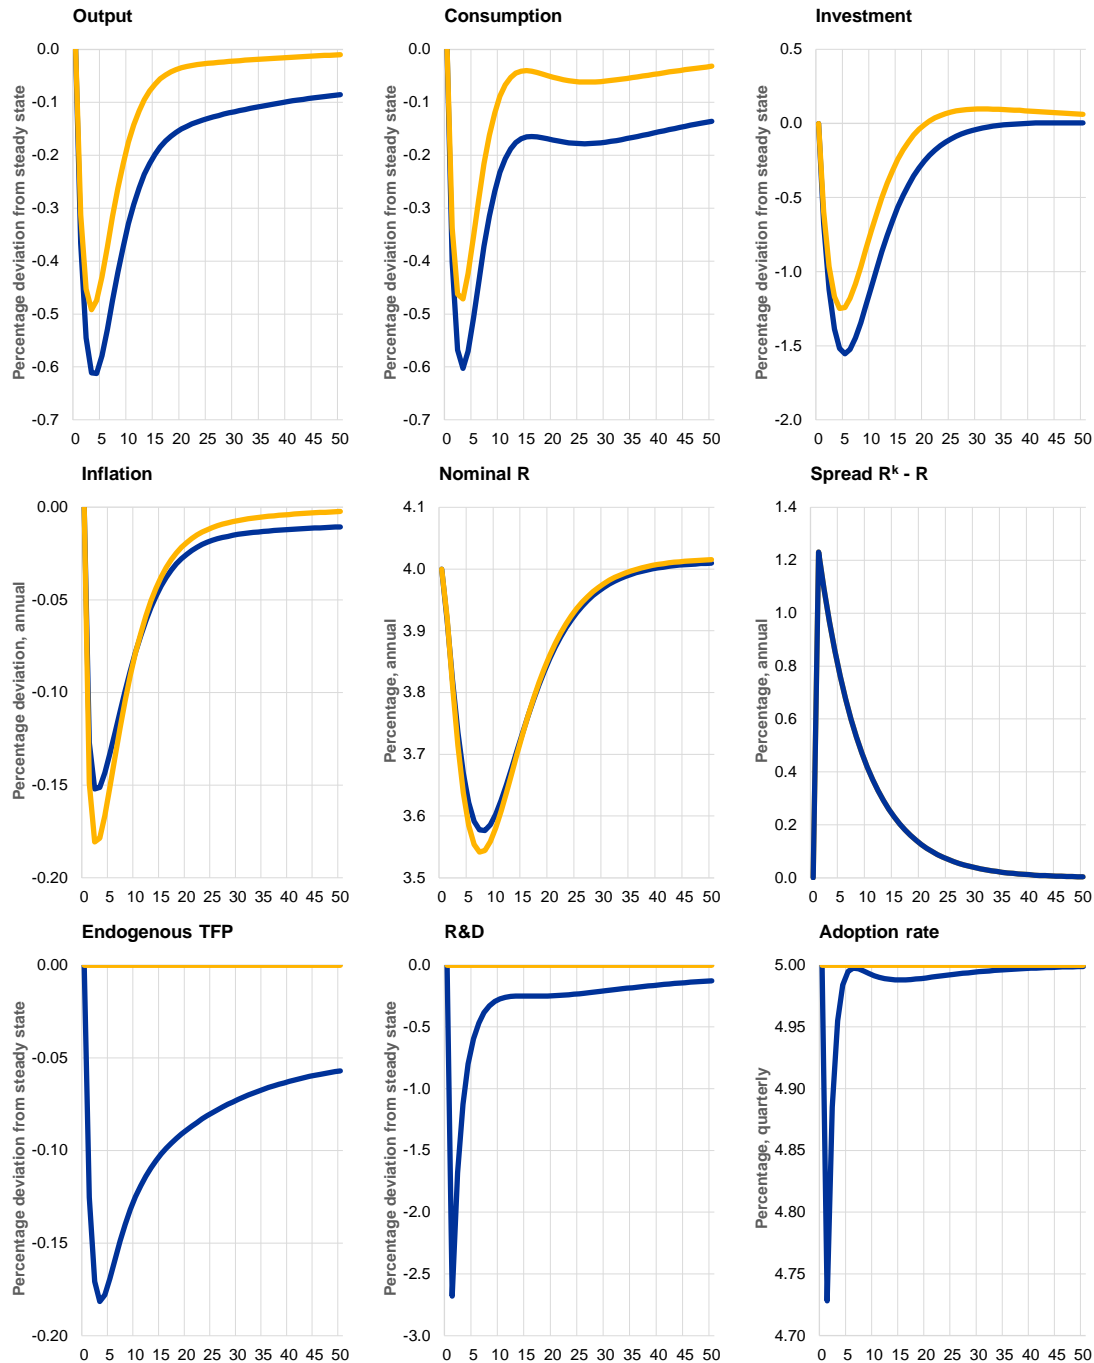 Output
Consumption
Investment
Percentage deviation from steady state
0.0
-0.1
-0.2
-0.3
-0.4
-0.5
-0.6
-0.7
0 5 10 15 20 25 30 35 40 45 50
Percentage deviation from steady state
0.0
-0.1
-0.2
-0.3
-0.4
-0.5
-0.6
-0.7
0 5 10 15 20 25 30 35 40 45 50
Percentage deviation from steady state
0.5
0.0
-0.5
-1.0
-1.5
-2.0
0 5 10 15 20 25 30 35 40 45 50
Inflation
Nominal R
Spread Rᵏ - R
Percentage deviation, annual
0.00
-0.05
-0.10
-0.15
-0.20
0 5 10 15 20 25 30 35 40 45 50
Percentage, annual
4.1
4.0
3.9
3.8
3.7
3.6
3.5
0 5 10 15 20 25 30 35 40 45 50
Percentage, annual
1.4
1.2
1.0
0.8
0.6
0.4
0.2
0.0
0 5 10 15 20 25 30 35 40 45 50
Endogenous TFP
R&D
Adoption rate
Percentage deviation from steady state
0.00
-0.05
-0.10
-0.15
-0.20
0 5 10 15 20 25 30 35 40 45 50
Percentage deviation from steady state
0.0
-0.5
-1.0
-1.5
-2.0
-2.5
-3.0
0 5 10 15 20 25 30 35 40 45 50
Percentage, quarterly
5.00
4.95
4.90
4.85
4.80
4.75
4.70
0 5 10 15 20 25 30 35 40 45 50